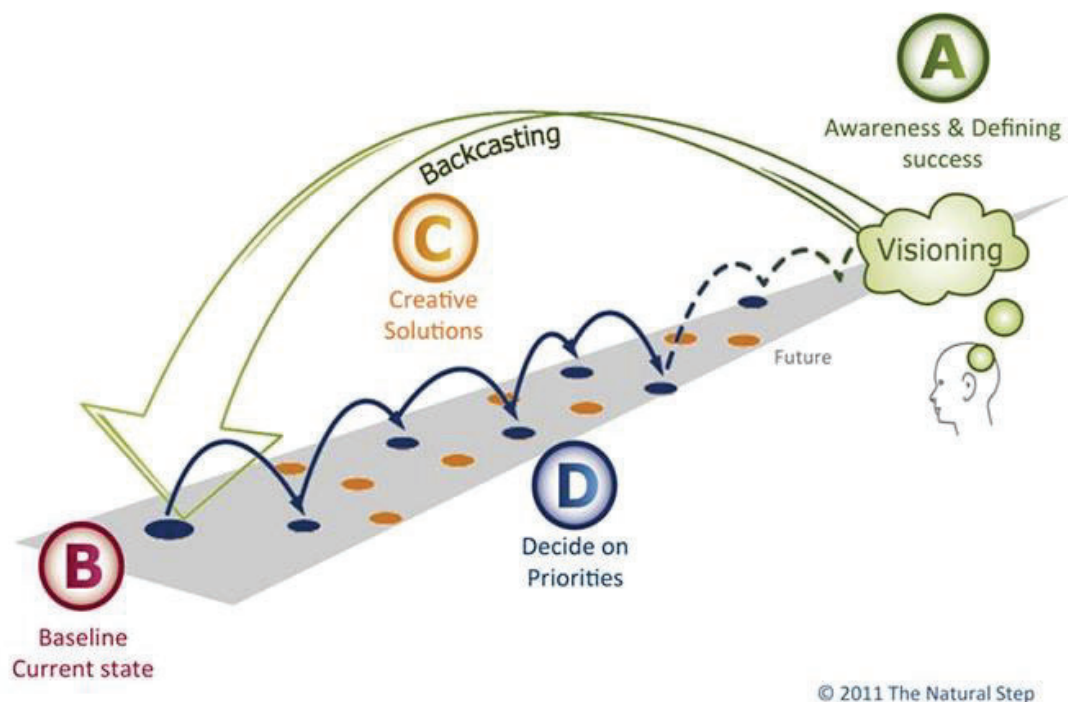 A
Awareness & Defining
success
Backcasting
Visioning
C
Creative
Solutions
Future
D
Decide on
Priorities
B
Baseline
Current state
© 2011 The Natural Step